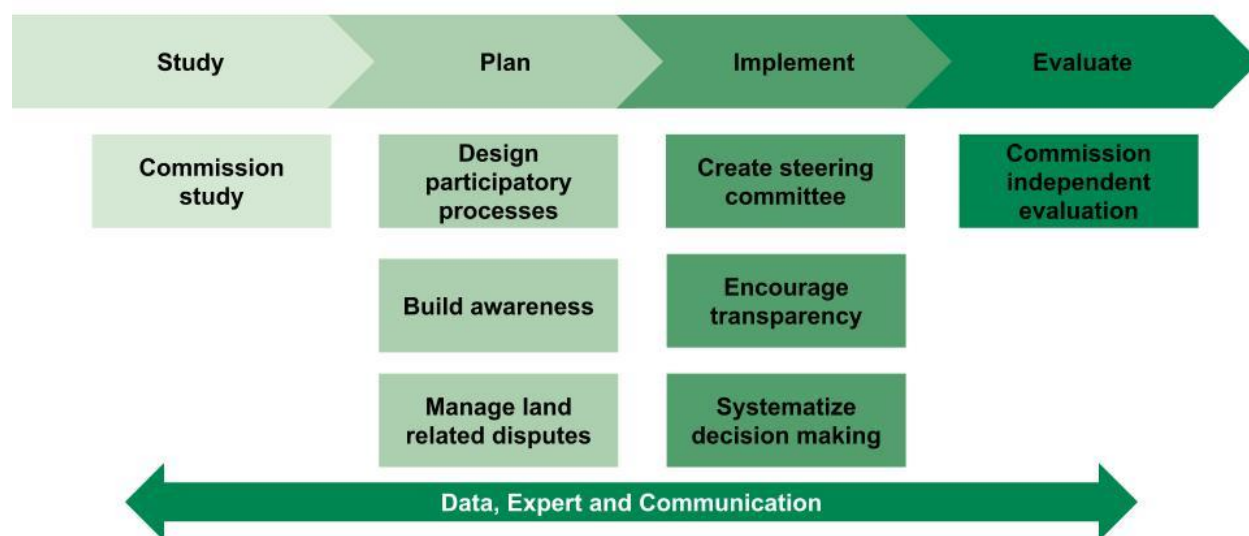 Study
Plan
Implement
Evaluate
Commission
study
Design
participatory
processes
Create steering
committee
Commission
independent
evaluation
Build awareness
Encourage
transparency
Manage land
related disputes
Systematize
decision making
Data, Expert and Communication